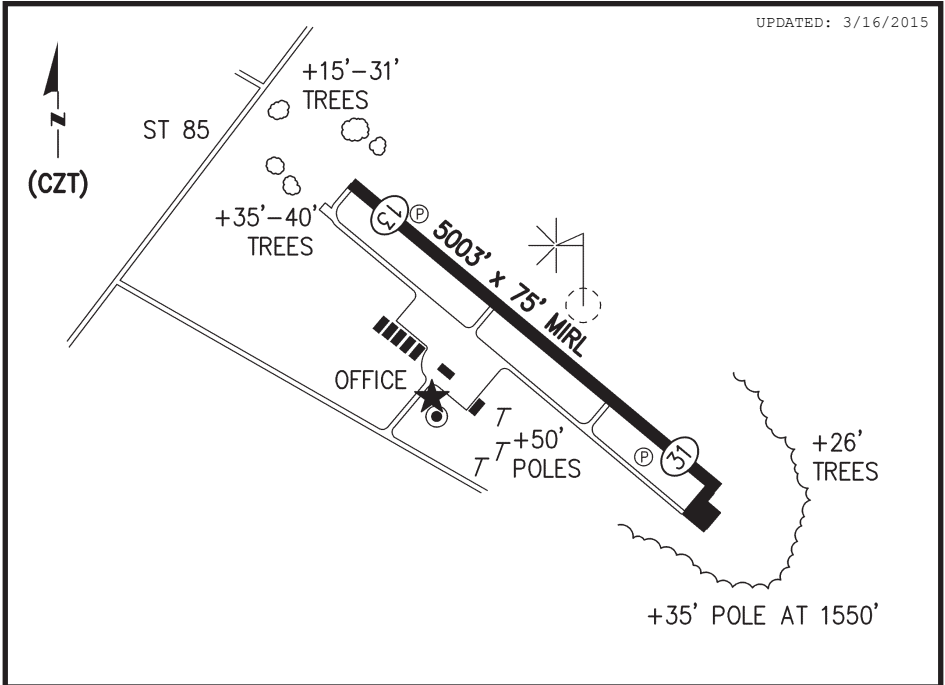 UPDATED: 3/16/2015
+15'-31'
TREES
ST 85
N
(CZT)
+35'-40'
TREES
13
P
5003' x 75' MIRL
OFFICE
T
T
T
+50'
POLES
P
31
+26'
TREES
+35' POLE AT 1550'